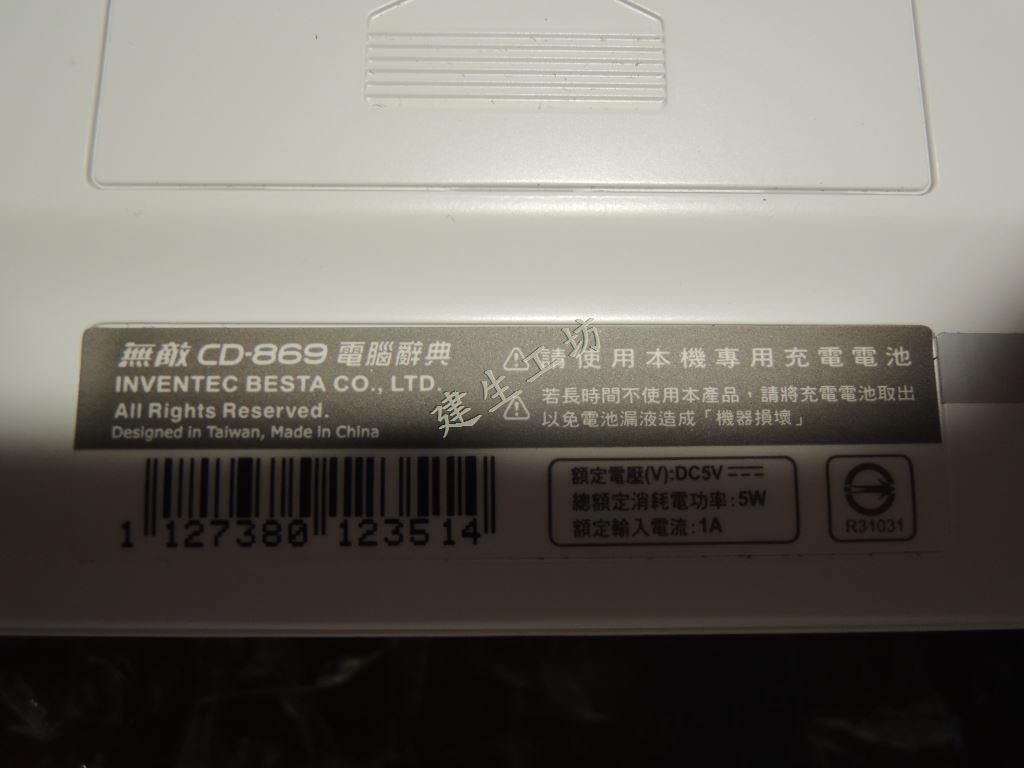 無敵 CD-869 電腦辭典
INVENTEC BESTA CO., LTD.
All Rights Reserved.
Designed in Taiwan, Made in China
請使用本機專用充電電池
若長時間不使用本產品，請將充電電池取出
以免電池漏液造成「機器損壞」
建生工坊
1 127380 123514
額定電壓(V):DC5V
總額定消耗電功率:5W
額定輸入電流:1A
R31031